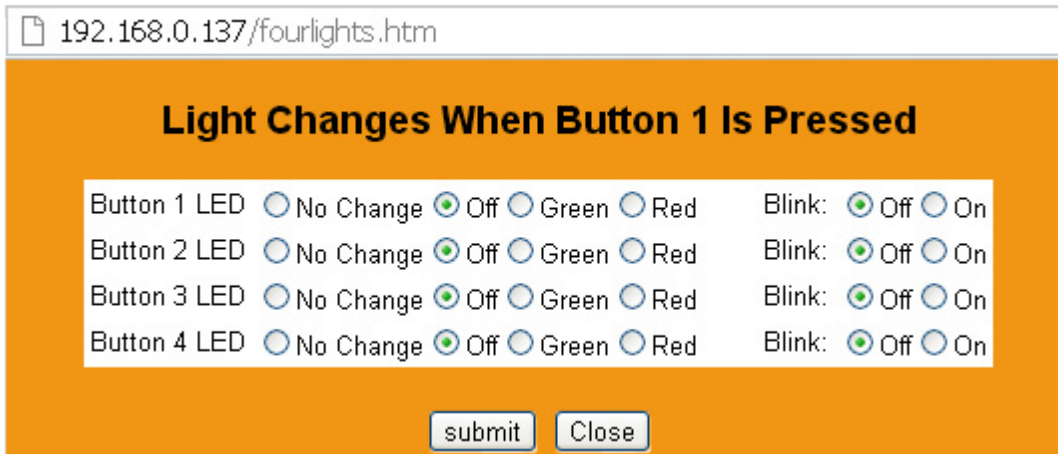 192.168.0.137/fourlights.htm
Light Changes When Button 1 Is Pressed
Button 1 LED No Change Off Green Red Blink: Off On
Button 2 LED No Change Off Green Red Blink: Off On
Button 3 LED No Change Off Green Red Blink: Off On
Button 4 LED No Change Off Green Red Blink: Off On
submit Close